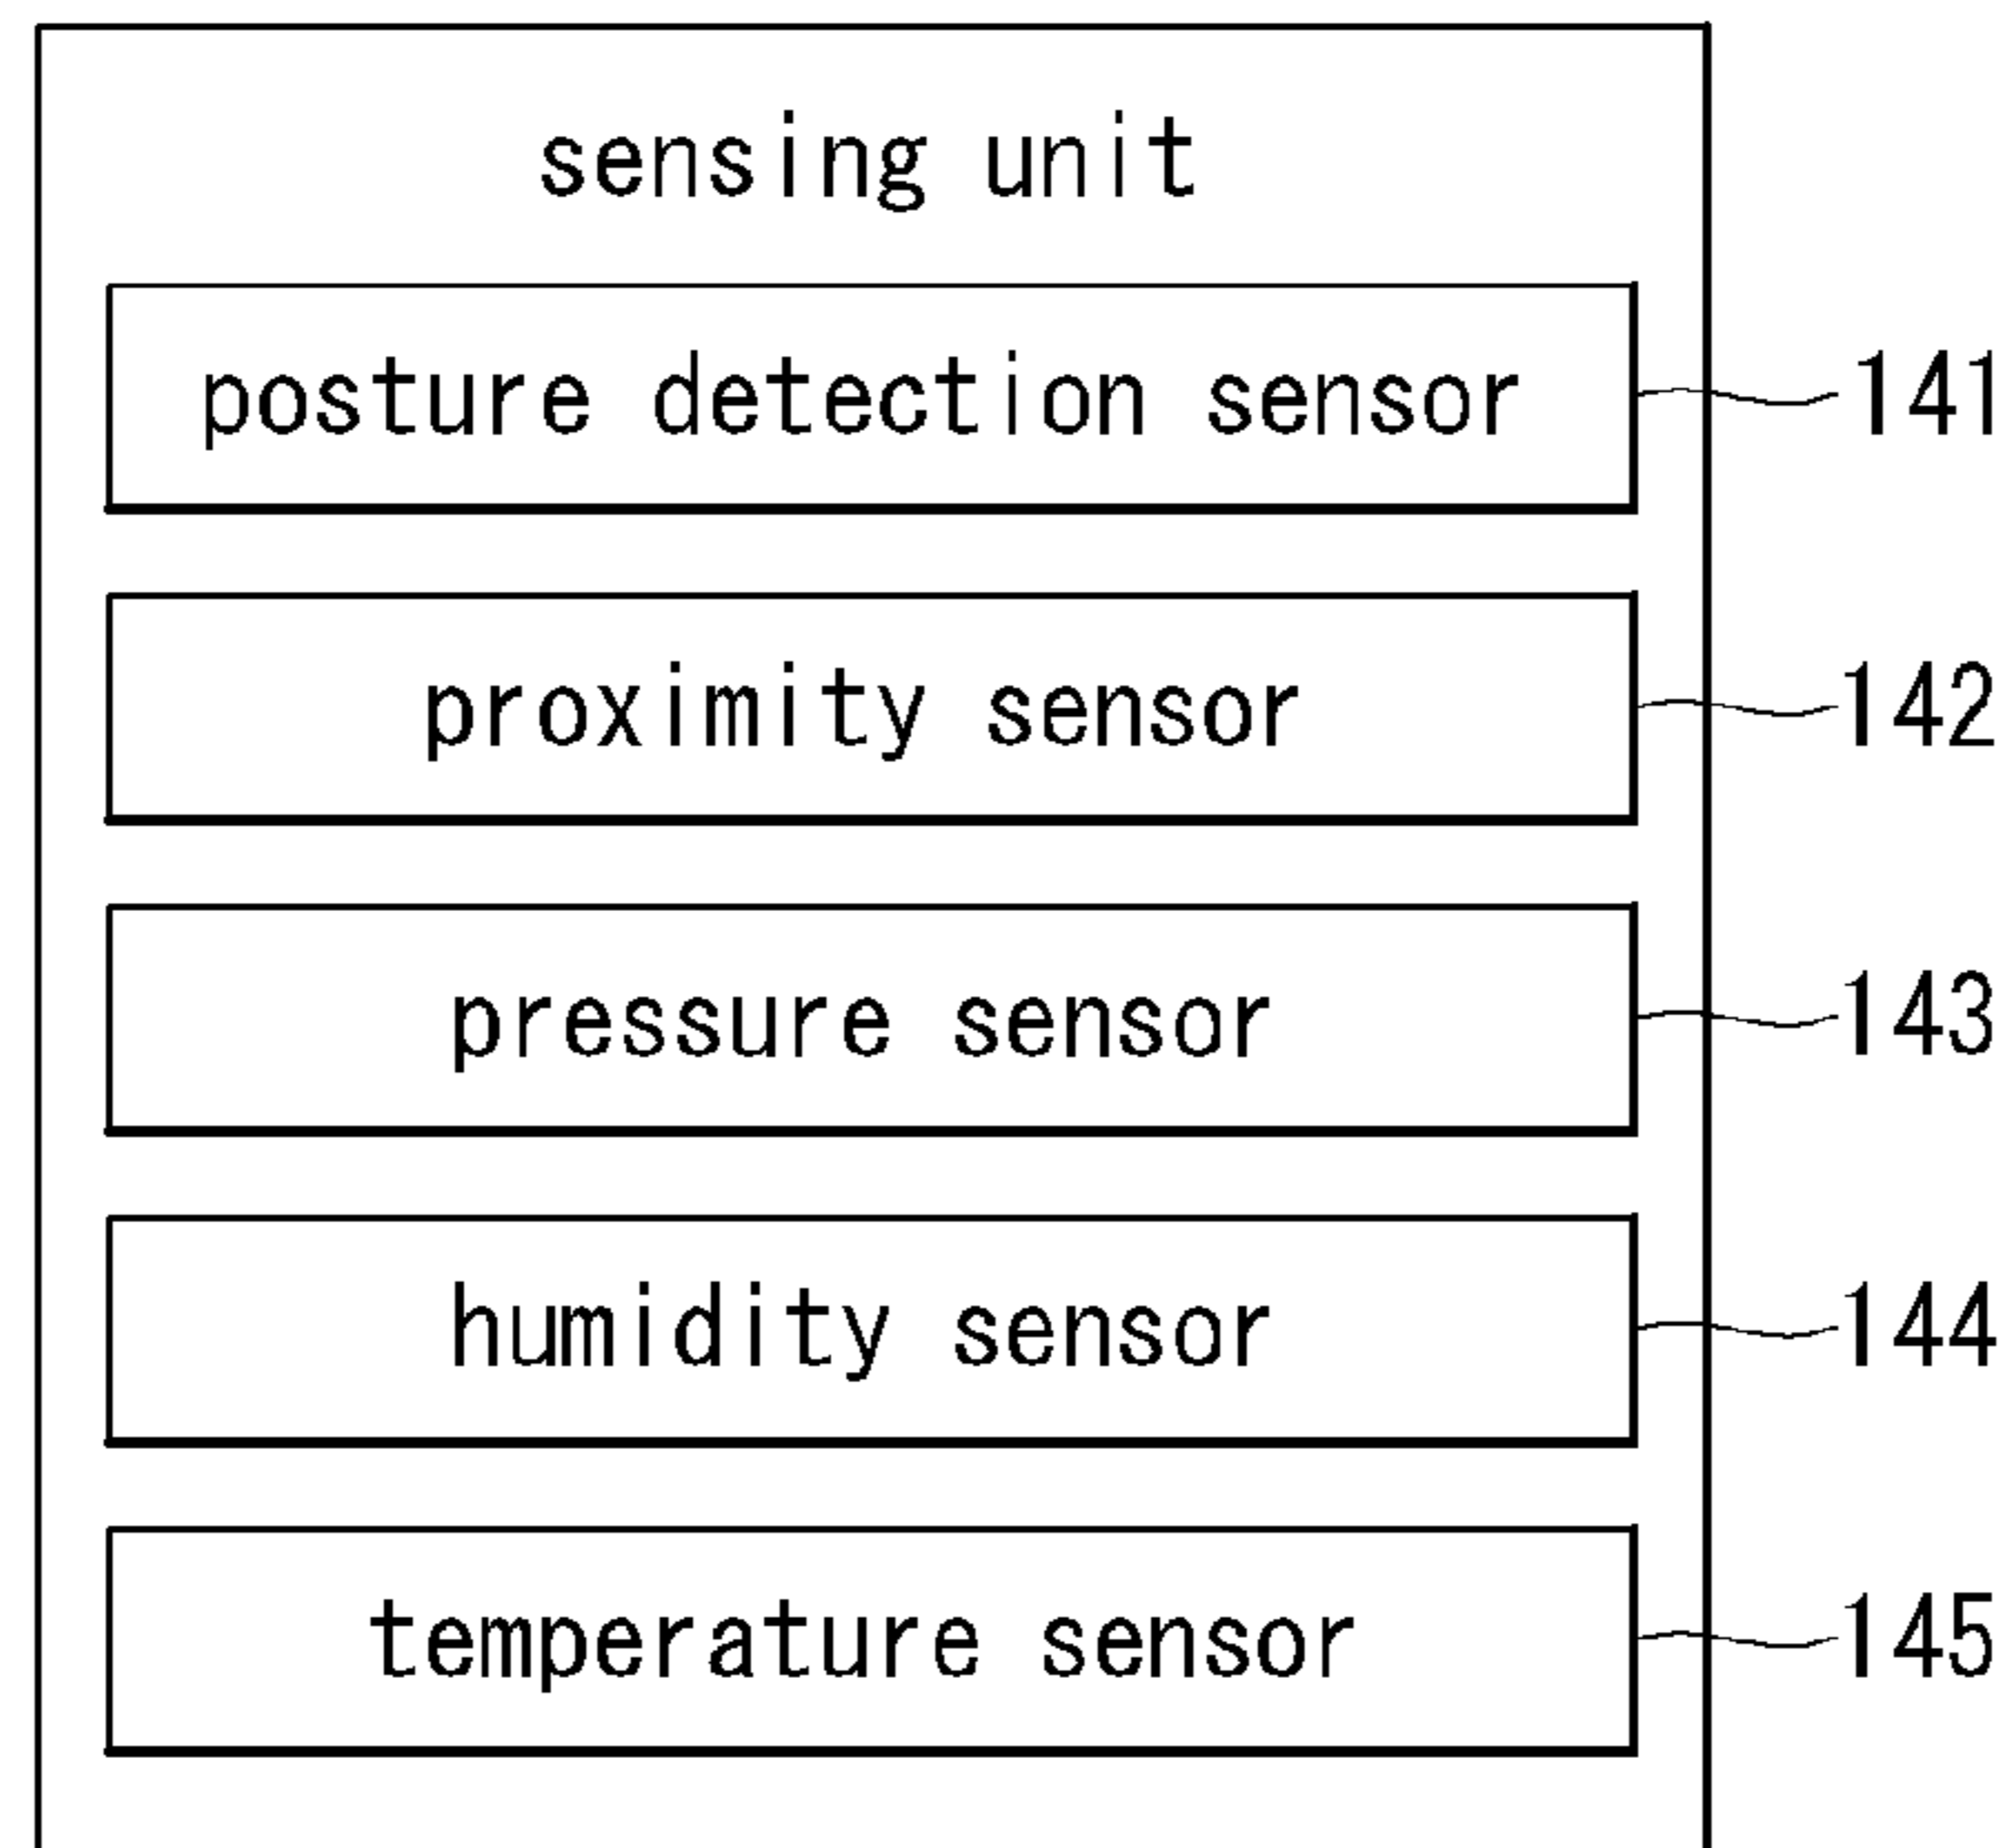 sensing unit
posture detection sensor
141
proximity sensor
142
pressure sensor
143
humidity sensor
144
temperature sensor
145